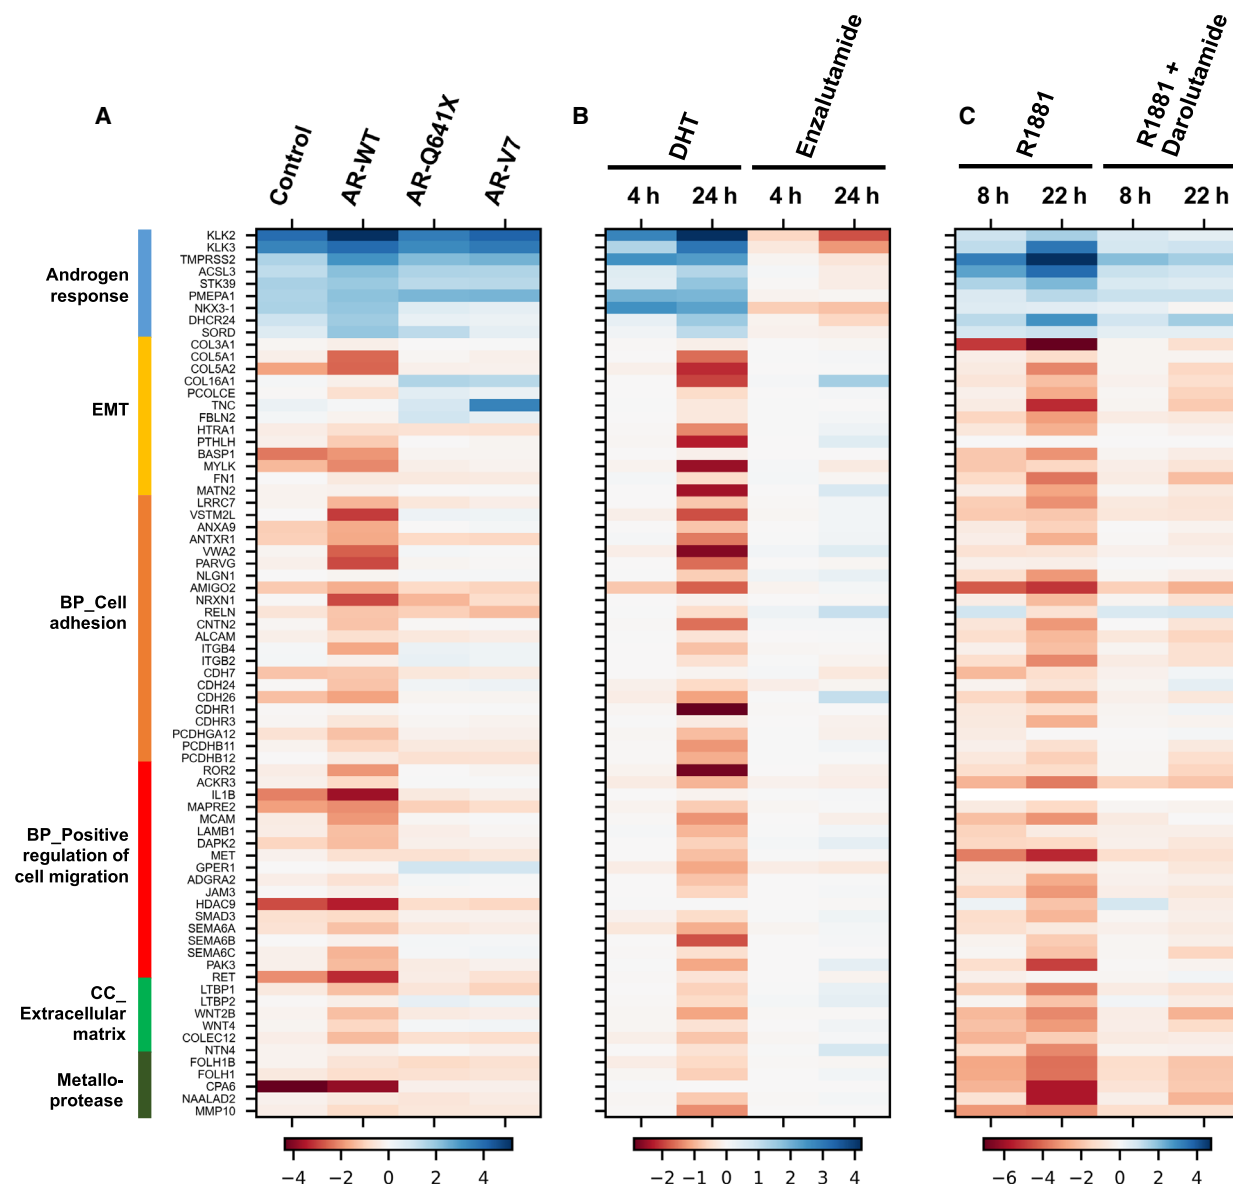 A
Control
AR-WT
AR-Q641X
AR-V7
B
DHT
Enzalutamide
4 h
24 h
4 h
24 h
C
R1881
R1881 +
Darolutamide
8 h
22 h
8 h
22 h
Androgen
response
EMT
BP_Cell
adhesion
BP_Positive
regulation of
cell migration
CC_
Extracellular
matrix
Metallo-
protease
KLK2
KLK3
TMPRSS2
ACSL3
STK39
PMEPA1
NKX3-1
DHCR24
SORD
COL3A1
COL5A1
COL5A2
COL16A1
PCOLCE
TNC
FBLN2
HTRA1
PTHLH
BASP1
MYLK
FN1
MATN2
LRRC7
VSTM2L
ANXA9
ANTXR1
VWA2
PARVG
NLGN1
AMIGO2
NRXN1
RELN
CNTN2
ALCAM
ITGB4
ITGB2
CDH7
CDH24
CDH26
CDHR1
CDHR3
PCDHGA12
PCDHB11
PCDHB12
ROR2
ACKR3
IL1B
MAPRE2
MCAM
LAMB1
DAPK2
MET
GPER1
ADGRA2
JAM3
HDAC9
SMAD3
SEMA6A
SEMA6B
SEMA6C
PAK3
RET
LTBP1
LTBP2
WNT2B
WNT4
COLEC12
NTN4
FOLH1B
FOLH1
CPA6
NAALAD2
MMP10
−4 −2 0 2 4
−2 −1 0 1 2 3 4
−6 −4 −2 0 2 4